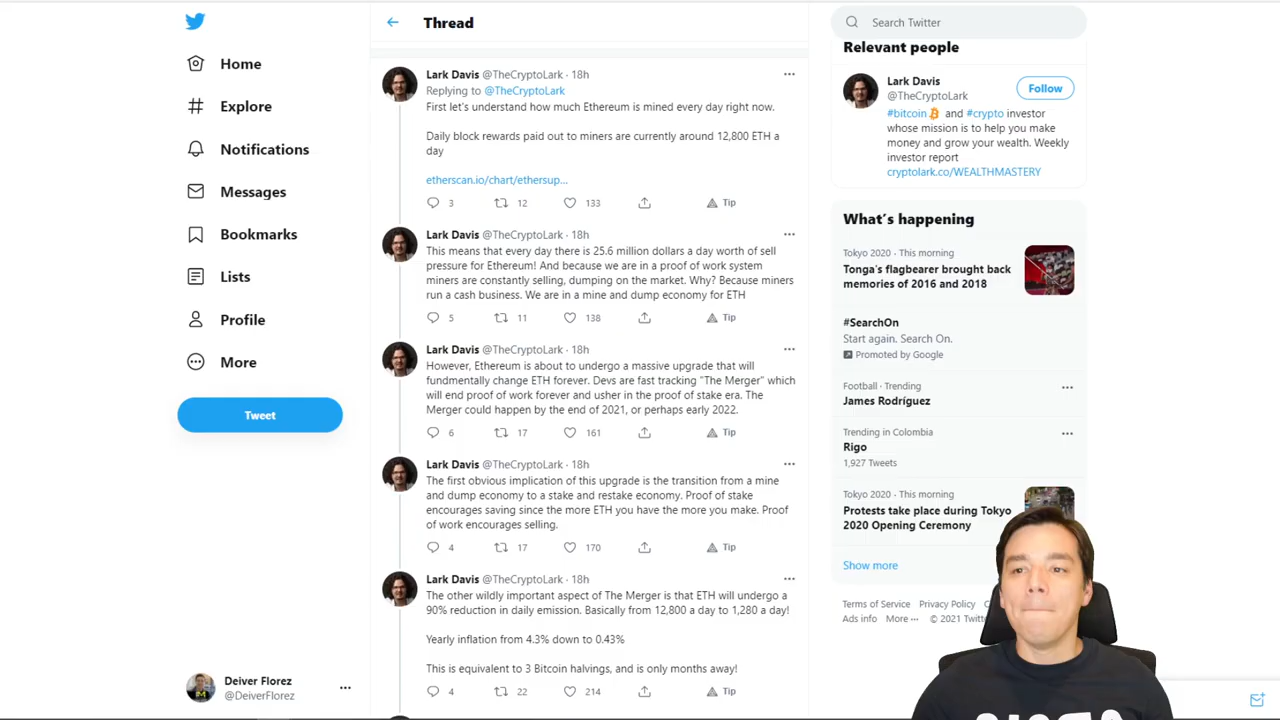 Home
Explore
Notifications
Messages
Bookmarks
Lists
Profile
More
Tweet
Deiver Florez
@DeiverFlorez
Thread
Lark Davis @TheCryptoLark · 18h
Replying to @TheCryptoLark
First let's understand how much Ethereum is mined every day right now.
Daily block rewards paid out to miners are currently around 12,800 ETH a
day
etherscan.io/chart/ethersup...
3 12 133 Tip
Lark Davis @TheCryptoLark · 18h
This means that every day there is 25.6 million dollars a day worth of sell
pressure for Ethereum! And because we are in a proof of work system
miners are constantly selling, dumping on the market. Why? Because miners
run a cash business. We are in a mine and dump economy for ETH
5 11 138 Tip
Lark Davis @TheCryptoLark · 18h
However, Ethereum is about to undergo a massive upgrade that will
fundmentally change ETH forever. Devs are fast tracking "The Merger" which
will end proof of work forever and usher in the proof of stake era. The
Merger could happen by the end of 2021, or perhaps early 2022.
6 17 161 Tip
Lark Davis @TheCryptoLark · 18h
The first obvious implication of this upgrade is the transition from a mine
and dump economy to a stake and restake economy. Proof of stake
encourages saving since the more ETH you have the more you make. Proof
of work encourages selling.
4 17 170 Tip
Lark Davis @TheCryptoLark · 18h
The other wildly important aspect of The Merger is that ETH will undergo a
90% reduction in daily emission. Basically from 12,800 a day to 1,280 a day!
Yearly inflation from 4.3% down to 0.43%
This is equivalent to 3 Bitcoin halvings, and is only months away!
4 22 214 Tip
Search Twitter
Relevant people
Lark Davis
@TheCryptoLark
Follow
#bitcoin and #crypto investor
whose mission is to help you make
money and grow your wealth. Weekly
investor report
cryptolark.co/WEALTHMASTERY
What's happening
Tokyo 2020 · This morning
Tonga's flagbearer brought back
memories of 2016 and 2018
#SearchOn
Start again. Search On.
Promoted by Google
Football · Trending
James Rodríguez
Trending in Colombia
Rigo
1,927 Tweets
Tokyo 2020 · This morning
Protests take place during Tokyo
2020 Opening Ceremony
Show more
Terms of Service Privacy Policy
Ads info More ··· © 2021